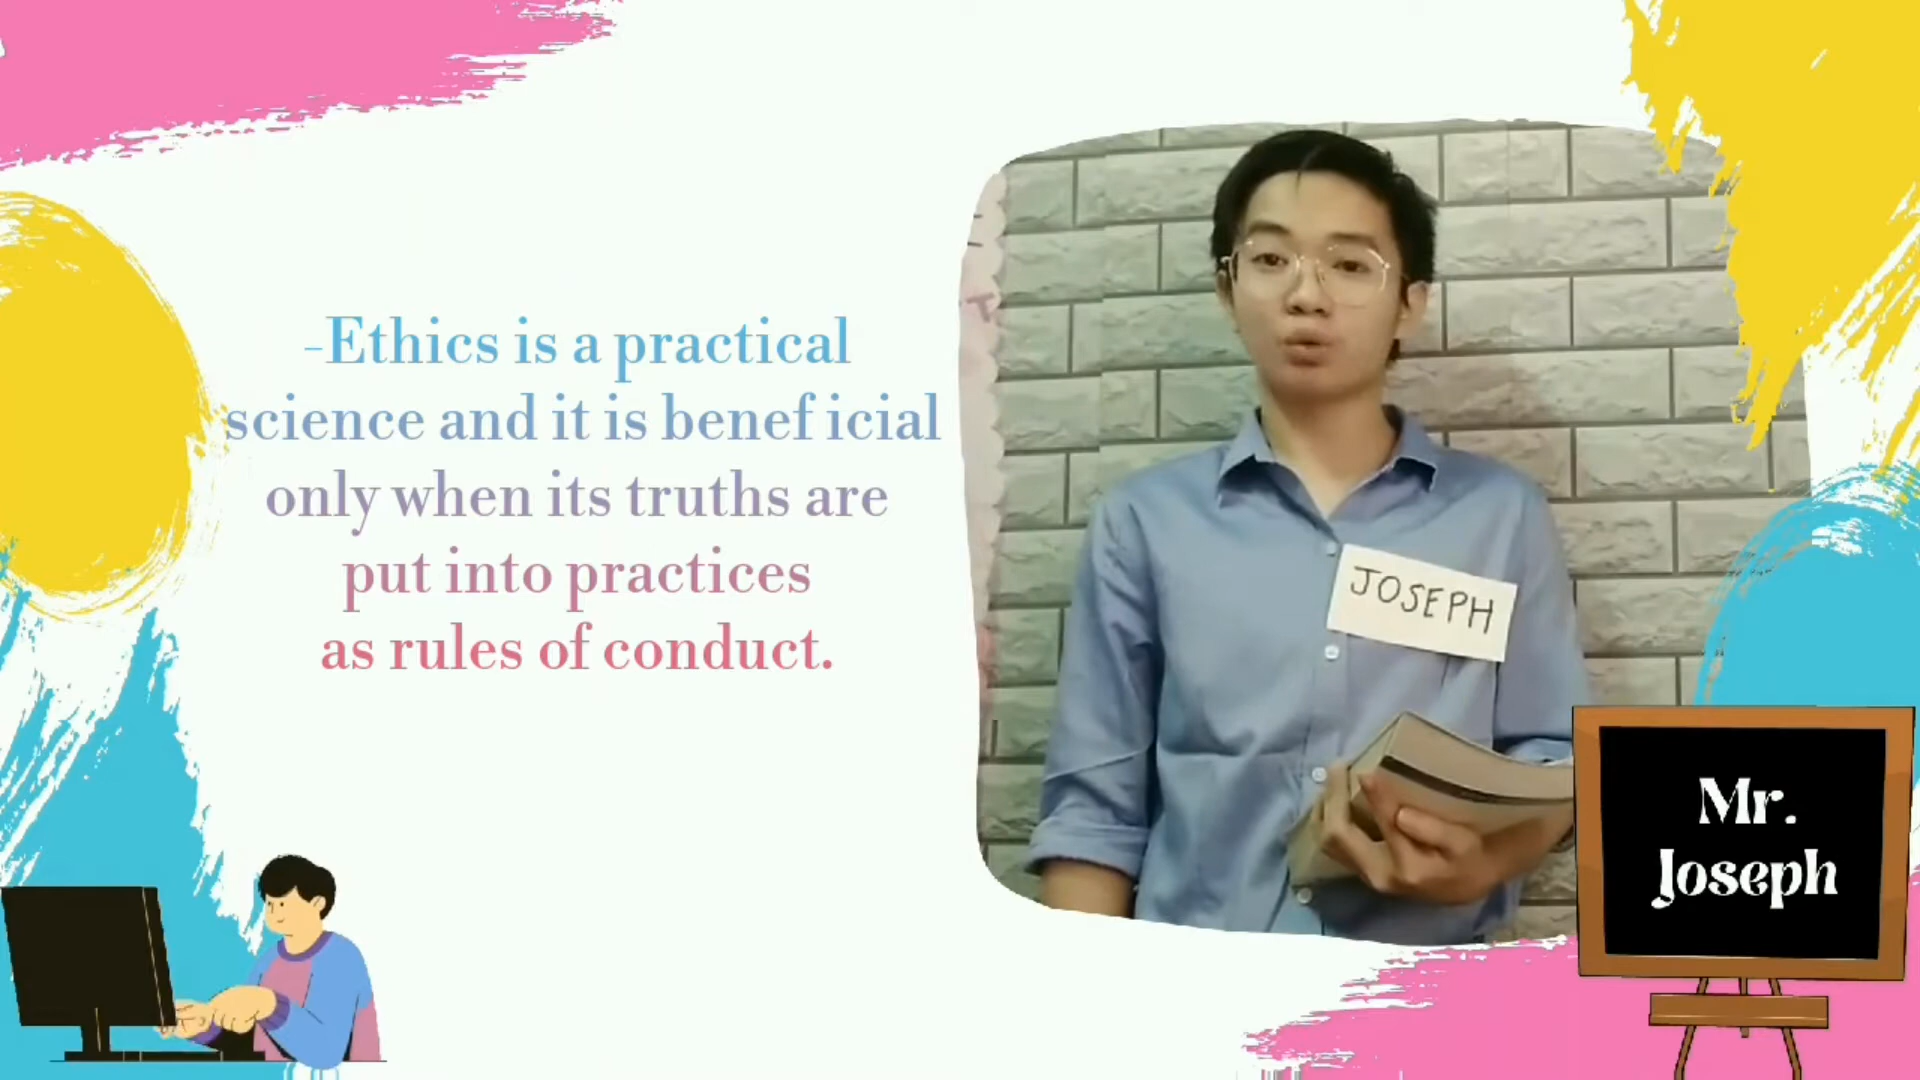 -Ethics is a practical
science and it is benef icial
only when its truths are
put into practices
as rules of conduct.
JOSEPH
Mr.
Joseph